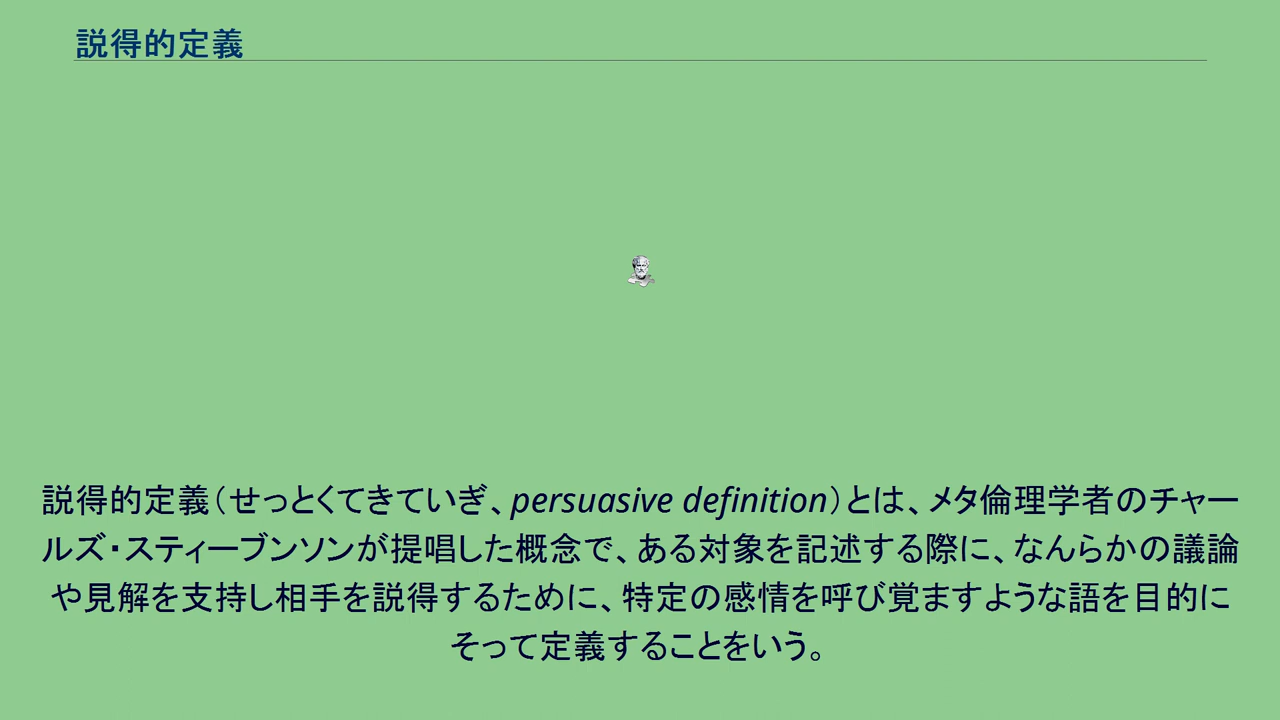 説得的定義
説得的定義（せっとくてきていぎ、persuasive definition）とは、メタ倫理学者のチャー
ルズ・スティーブンソンが提唱した概念で、ある対象を記述する際に、なんらかの議論
や見解を支持し相手を説得するために、特定の感情を呼び覚ますような語を目的に
そって定義することをいう。